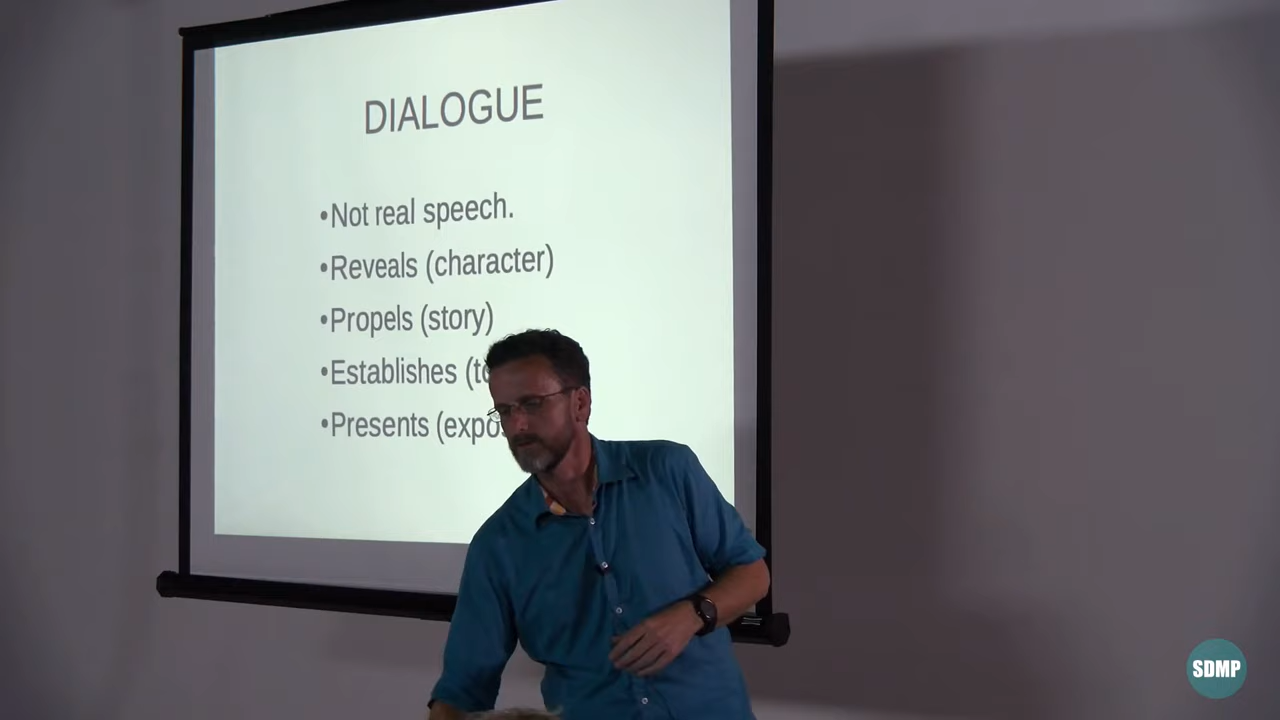 DIALOGUE
•Not real speech.
•Reveals (character)
•Propels (story)
•Establishes
•Presents
SDMP